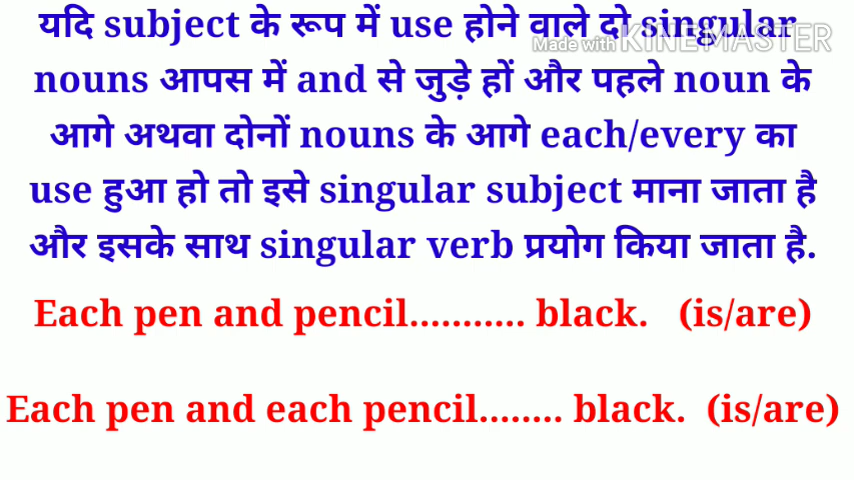 यदि subject के रूप में use होने वाले दो singular
Made with KINEMASTER
nouns आपस में and से जुड़े हों और पहले noun के
आगे अथवा दोनों nouns के आगे each/every का
use हुआ हो तो इसे singular subject माना जाता है
और इसके साथ singular verb प्रयोग किया जाता है.
Each pen and pencil........... black. (is/are)
Each pen and each pencil........ black. (is/are)